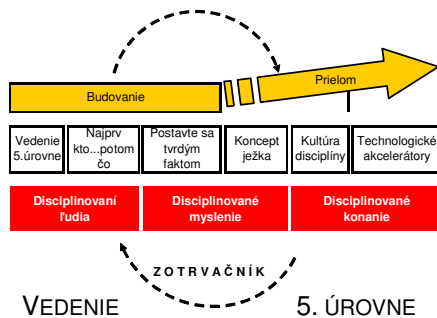 Prielom
Budovanie
Vedenie
5.úrovne
Najprv
kto...potom
čo
Postavte sa
tvrdým
faktom
Koncept
ježka
Kultúra
disciplíny
Technologické
akcelerátory
Disciplinovaní
ľudia
Disciplinované
myslenie
Disciplinované
konanie
ZOTRVAČNÍK
VEDENIE 5. ÚROVNE